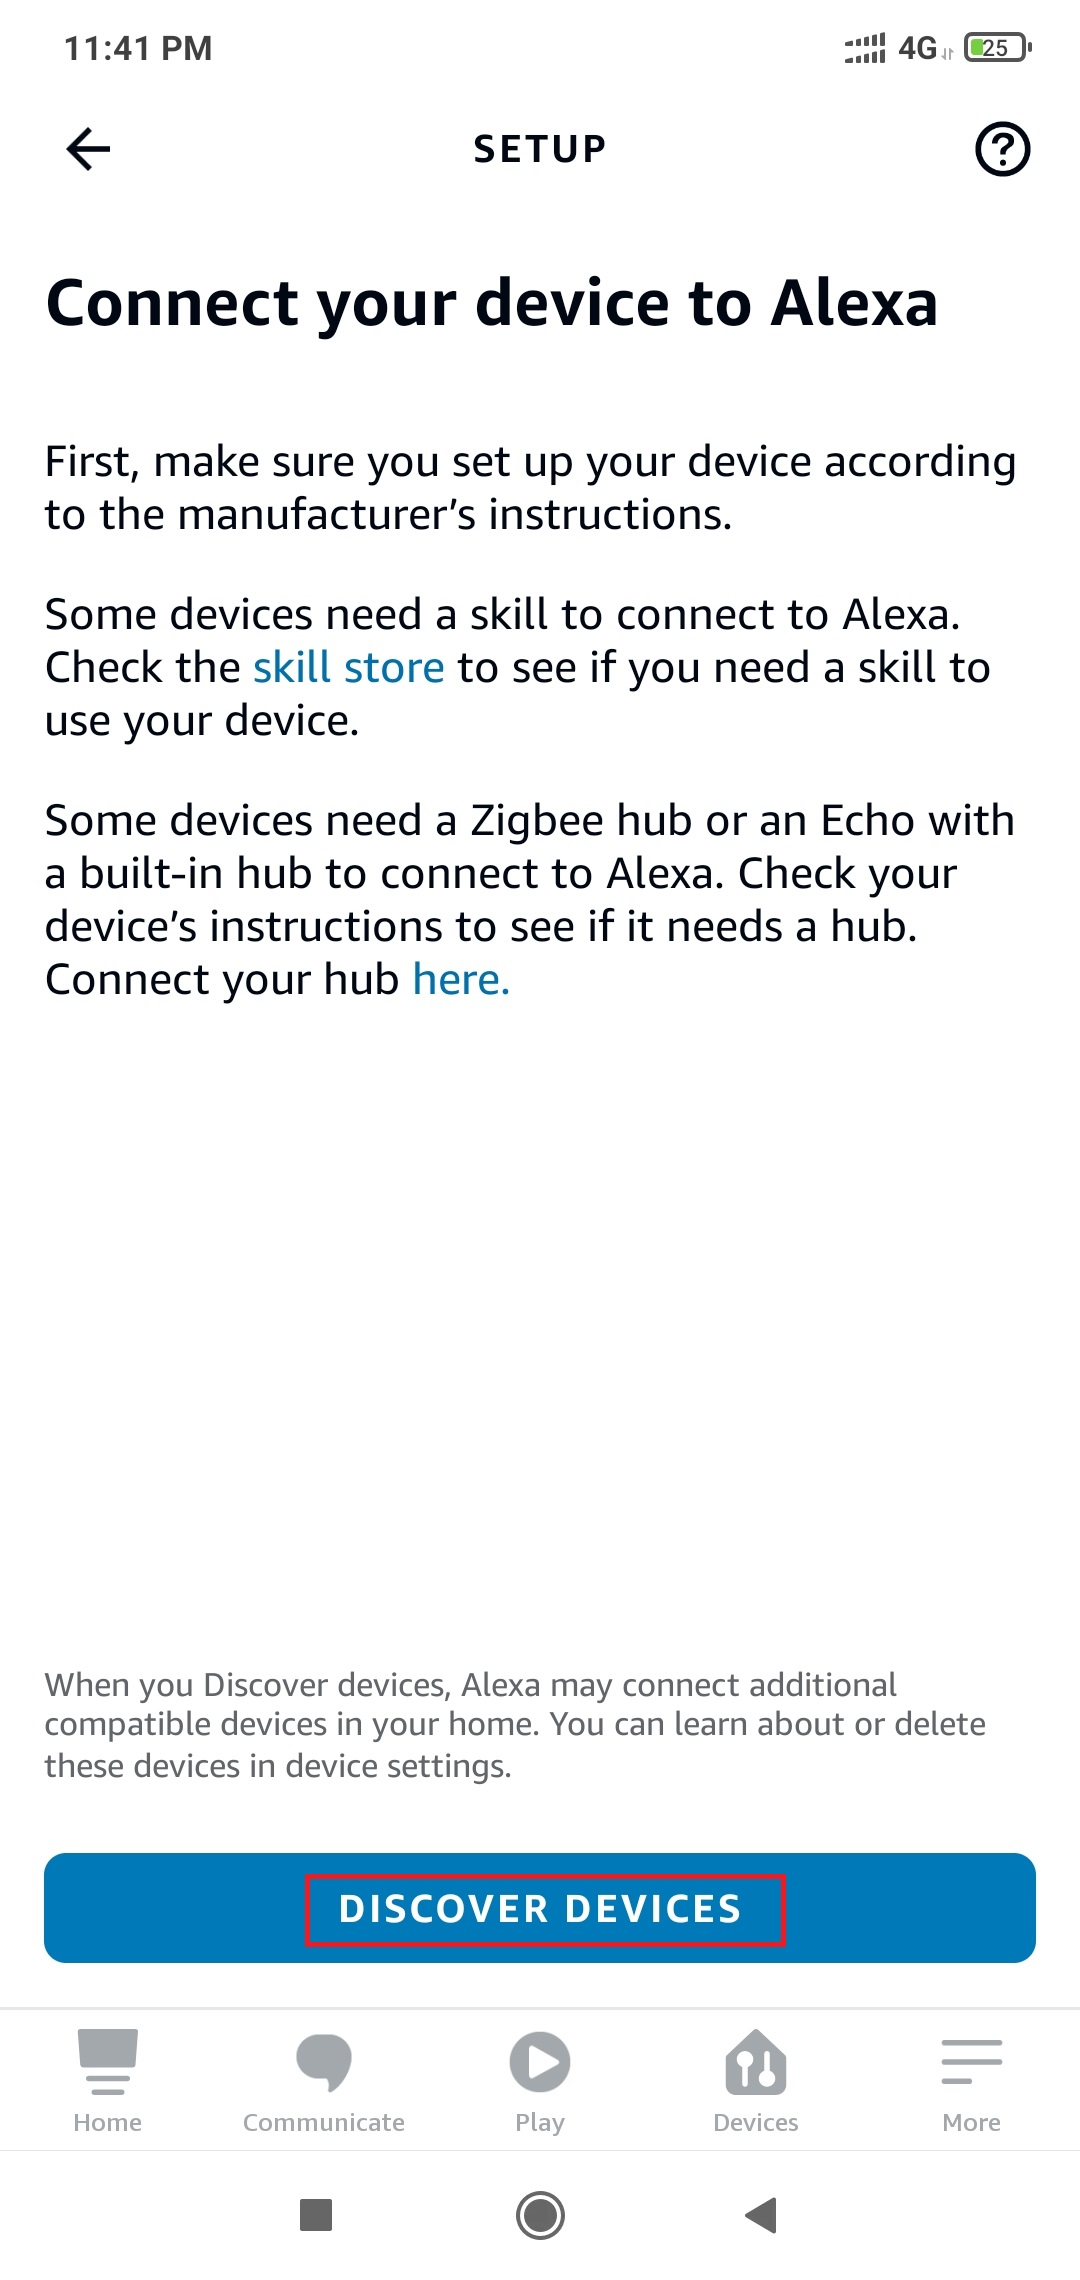 11:41 PM 4G 25
SETUP
Connect your device to Alexa
First, make sure you set up your device according
to the manufacturer’s instructions.
Some devices need a skill to connect to Alexa.
Check the skill store to see if you need a skill to
use your device.
Some devices need a Zigbee hub or an Echo with
a built-in hub to connect to Alexa. Check your
device’s instructions to see if it needs a hub.
Connect your hub here.
When you Discover devices, Alexa may connect additional
compatible devices in your home. You can learn about or delete
these devices in device settings.
DISCOVER DEVICES
Home Communicate Play Devices More